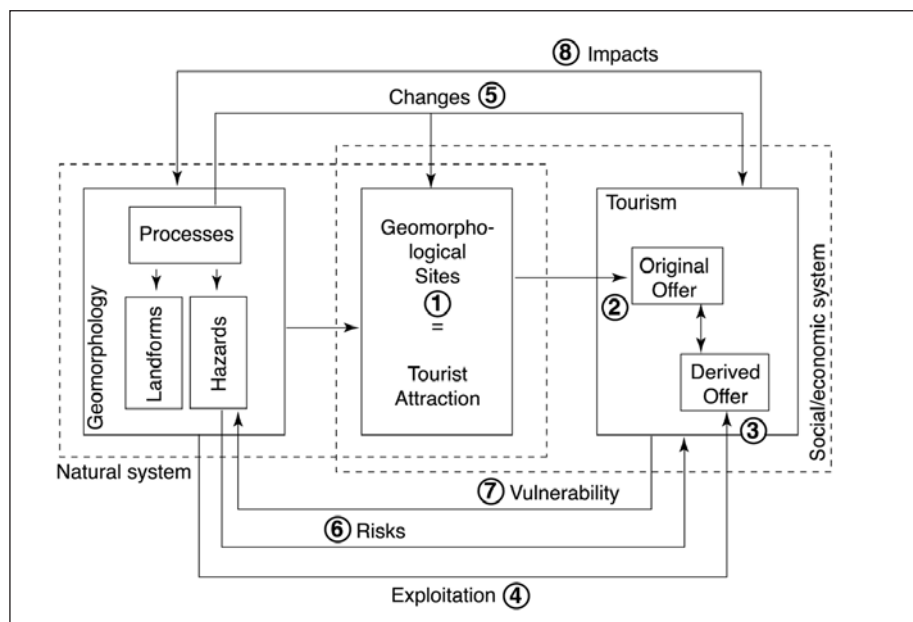 ⑧ Impacts
Changes ⑤
Geomorphology
Processes
Landforms
Hazards
Geomorpho-
logical
Sites
①
=
Tourist
Attraction
Tourism
Original
Offer
②
Derived
Offer
③
Social/economic system
Natural system
⑦ Vulnerability
⑥ Risks
Exploitation ④